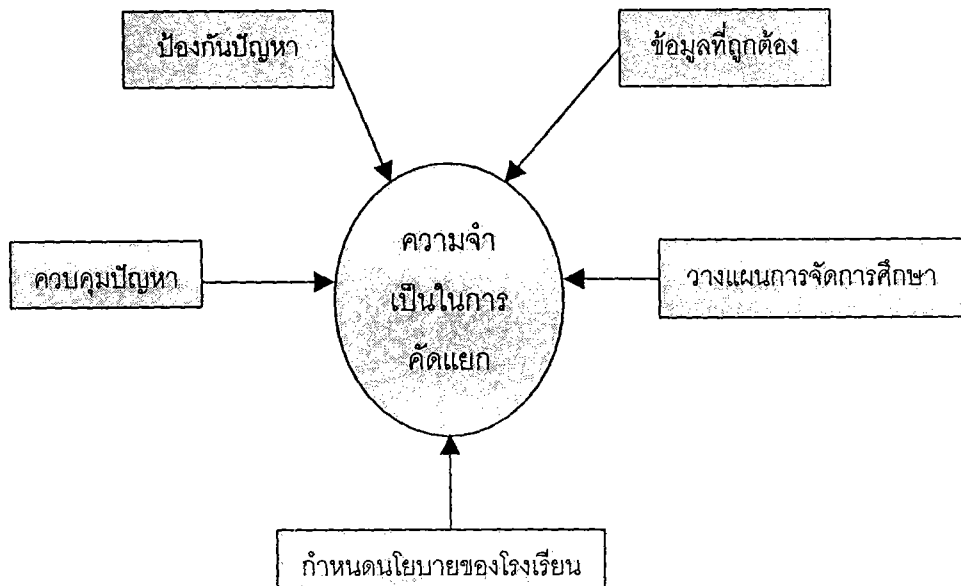 ป้องกันปัญหา
ข้อมูลที่ถูกต้อง
ความจำ
เป็นในการ
คัดแยก
ควบคุมปัญหา
วางแผนการจัดการศึกษา
กำหนดนโยบายของโรงเรียน